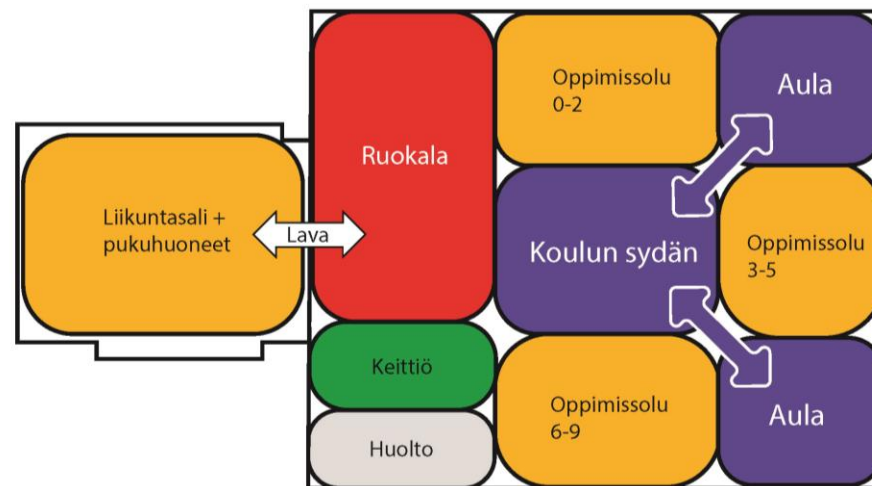 Oppimissolu
0-2
Aula
Ruokala
Liikuntasali +
pukuhuoneet
Lava
Koulun sydän
Oppimissolu
3-5
Keittiö
Oppimissolu
6-9
Aula
Huolto